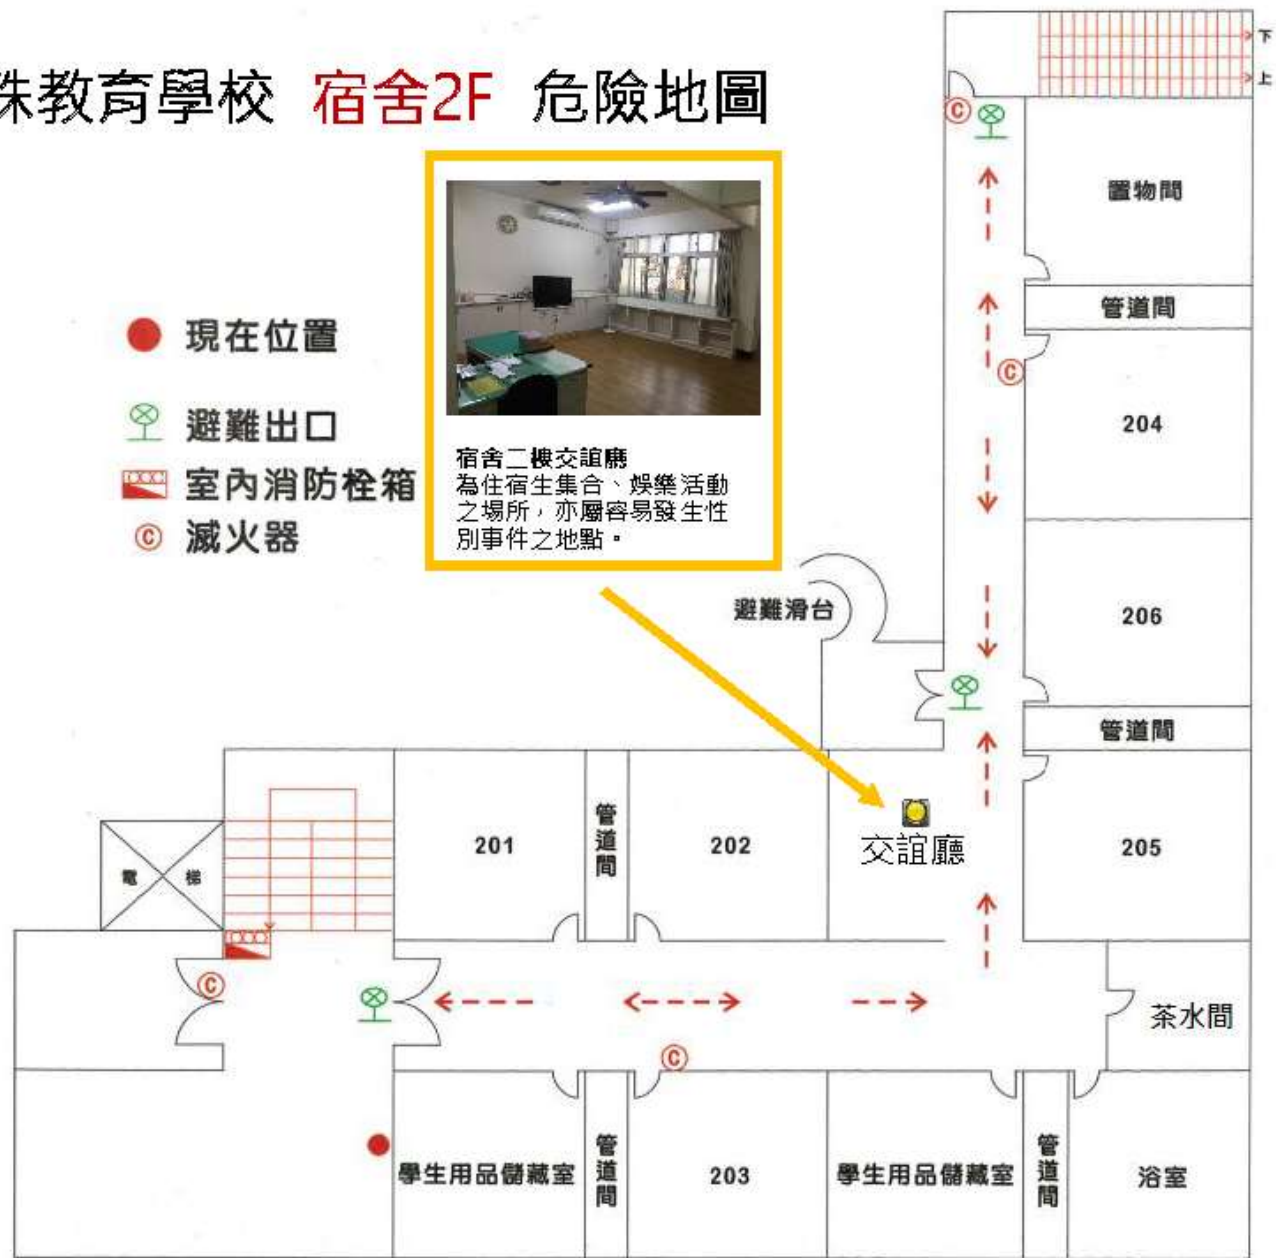 殊教育學校 宿舍2F 危險地圖
下
上
現在位置
避難出口
室內消防栓箱
滅火器
宿舍二樓交誼廳
為住宿生集合、娛樂活動
之場所，亦屬容易發生性
別事件之地點。
置物間
管道間
204
206
避難滑台
管道間
201
管道間
202
交誼廳
205
電梯
茶水間
學生用品儲藏室
管道間
203
學生用品儲藏室
管道間
浴室
C
C
C
C
C